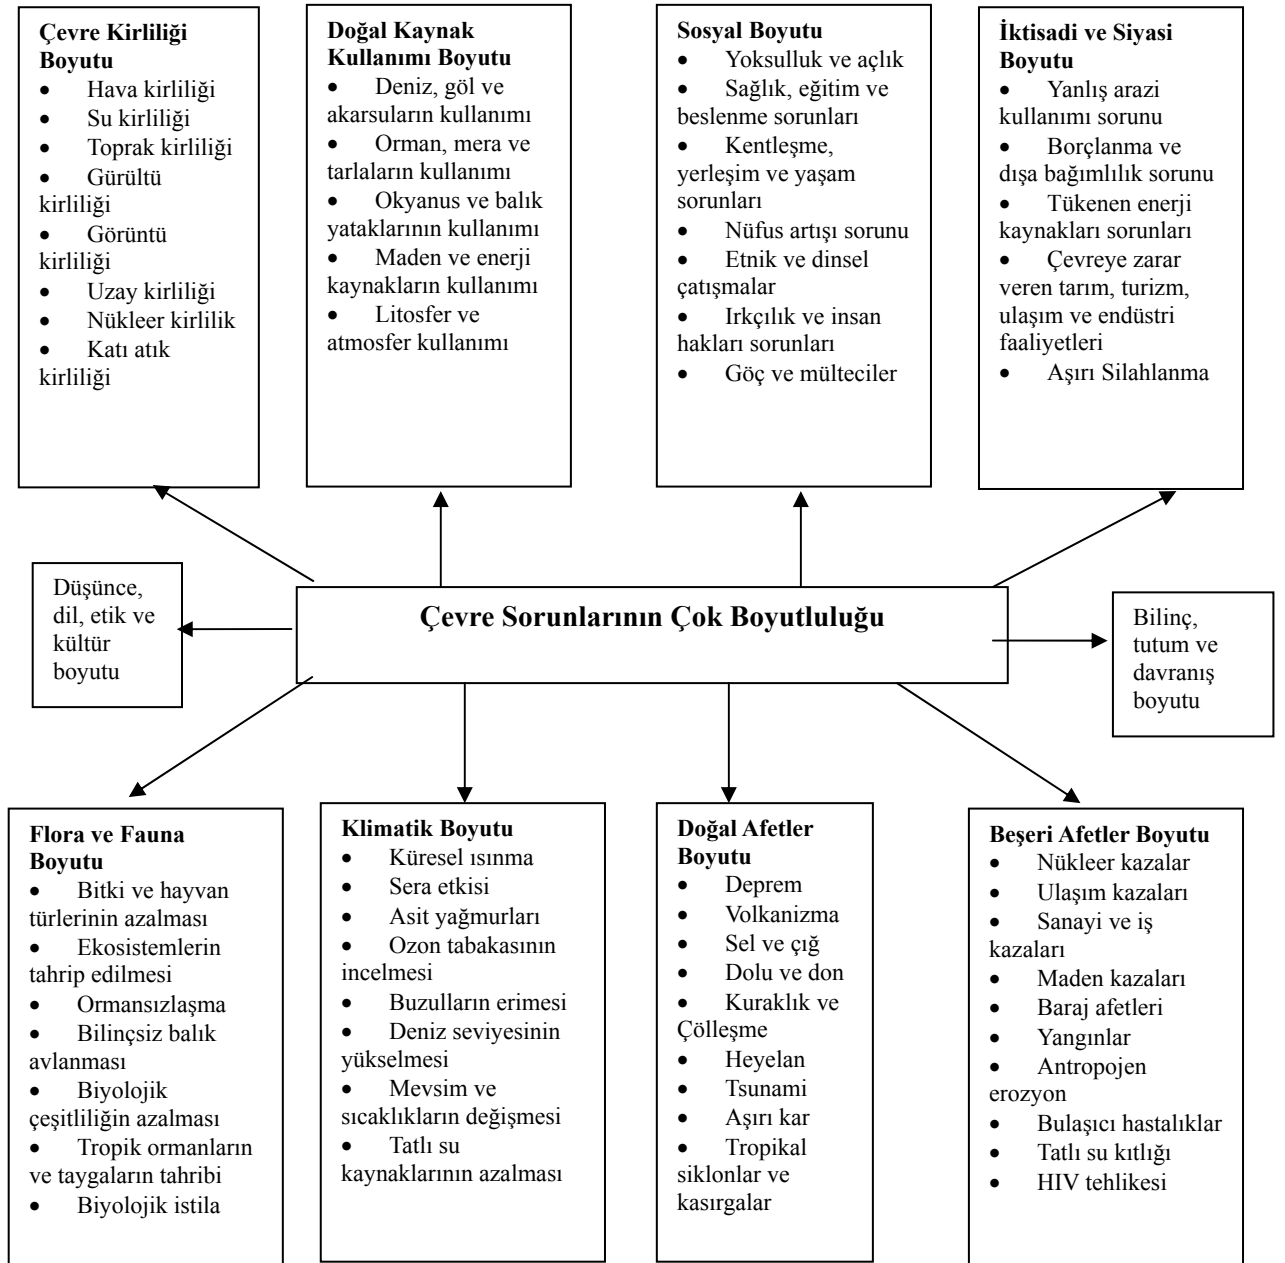 Çevre Kirliliği
Boyutu
• Hava kirliliği
• Su kirliliği
• Toprak kirliliği
• Gürültü
kirliliği
• Görüntü
kirliliği
• Uzay kirliliği
• Nükleer kirlilik
• Katı atık
kirliliği
Doğal Kaynak
Kullanımı Boyutu
• Deniz, göl ve
akarsuların kullanımı
• Orman, mera ve
tarlaların kullanımı
• Okyanus ve balık
yataklarının kullanımı
• Maden ve enerji
kaynakların kullanımı
• Litosfer ve
atmosfer kullanımı
Sosyal Boyutu
• Yoksulluk ve açlık
• Sağlık, eğitim ve
beslenme sorunları
• Kentleşme,
yerleşim ve yaşam
sorunları
• Nüfus artışı sorunu
• Etnik ve dinsel
çatışmalar
• Irkçılık ve insan
hakları sorunları
• Göç ve mülteciler
İktisadi ve Siyasi
Boyutu
• Yanlış arazi
kullanımı sorunu
• Borçlanma ve
dışa bağımlılık sorunu
• Tükenen enerji
kaynakları sorunları
• Çevreye zarar
veren tarım, turizm,
ulaşım ve endüstri
faaliyetleri
• Aşırı Silahlanma
Düşünce,
dil, etik ve
kültür
boyutu
Çevre Sorunlarının Çok Boyutluluğu
Bilinç,
tutum ve
davranış
boyutu
Flora ve Fauna
Boyutu
• Bitki ve hayvan
türlerinin azalması
• Ekosistemlerin
tahrip edilmesi
• Ormansızlaşma
• Bilinçsiz balık
avlanması
• Biyolojik
çeşitliliğin azalması
• Tropik ormanların
ve taygaların tahribi
• Biyolojik istila
Klimatik Boyutu
• Küresel ısınma
• Sera etkisi
• Asit yağmurları
• Ozon tabakasının
incelmesi
• Buzulların erimesi
• Deniz seviyesinin
yükselmesi
• Mevsim ve
sıcaklıkların değişmesi
• Tatlı su
kaynaklarının azalması
Doğal Afetler
Boyutu
• Deprem
• Volkanizma
• Sel ve çığ
• Dolu ve don
• Kuraklık ve
Çölleşme
• Heyelan
• Tsunami
• Aşırı kar
• Tropikal
siklonlar ve
kasırgalar
Beşeri Afetler Boyutu
• Nükleer kazalar
• Ulaşım kazaları
• Sanayi ve iş
kazaları
• Maden kazaları
• Baraj afetleri
• Yangınlar
• Antropojen
erozyon
• Bulaşıcı hastalıklar
• Tatlı su kıtlığı
• HIV tehlikesi